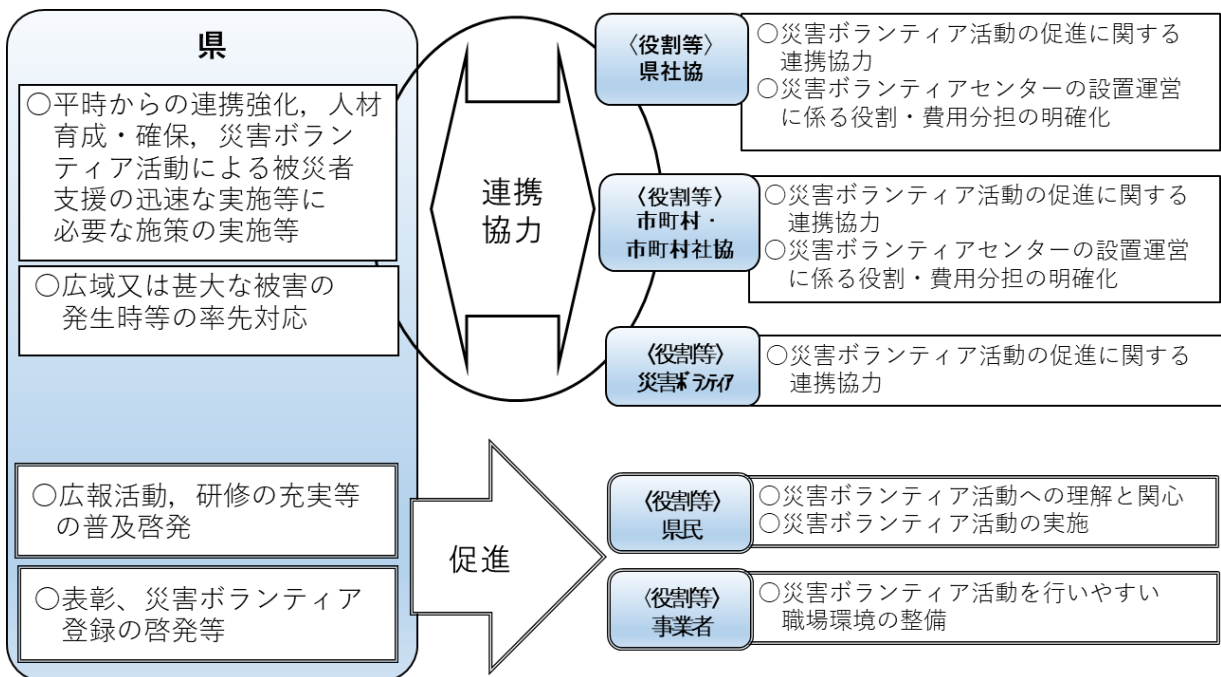 県
○平時からの連携強化，人材
育成・確保，災害ボラン
ティア活動による被災者
支援の迅速な実施等に
必要な施策の実施等
○広域又は甚大な被害の
発生時等の率先対応
○広報活動，研修の充実等
の普及啓発
○表彰、災害ボランティア
登録の啓発等
連携
協力
促進
〈役割等〉
県社協
○災害ボランティア活動の促進に関する
連携協力
○災害ボランティアセンターの設置運営
に係る役割・費用分担の明確化
〈役割等〉
市町村・
市町村社協
○災害ボランティア活動の促進に関する
連携協力
○災害ボランティアセンターの設置運営
に係る役割・費用分担の明確化
〈役割等〉
災害ﾎﾞﾗﾝﾃｨｱ
○災害ボランティア活動の促進に関する
連携協力
〈役割等〉
県民
○災害ボランティア活動への理解と関心
○災害ボランティア活動の実施
〈役割等〉
事業者
○災害ボランティア活動を行いやすい
職場環境の整備